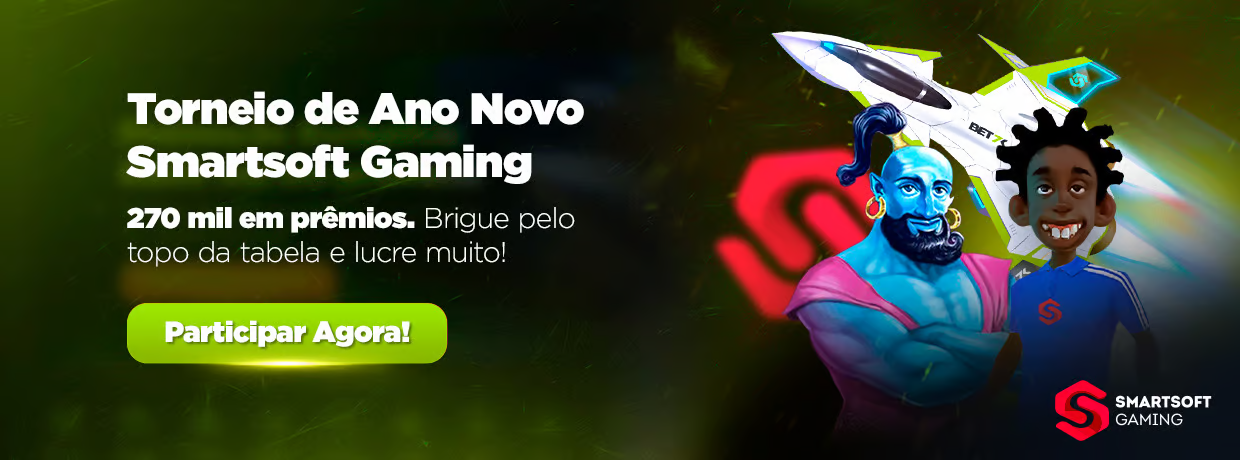 Torneio de Ano Novo
Smartsoft Gaming
270 mil em prêmios. Brigue pelo
topo da tabela e lucre muito!
Participar Agora!
BET7
SMARTSOFT
GAMING